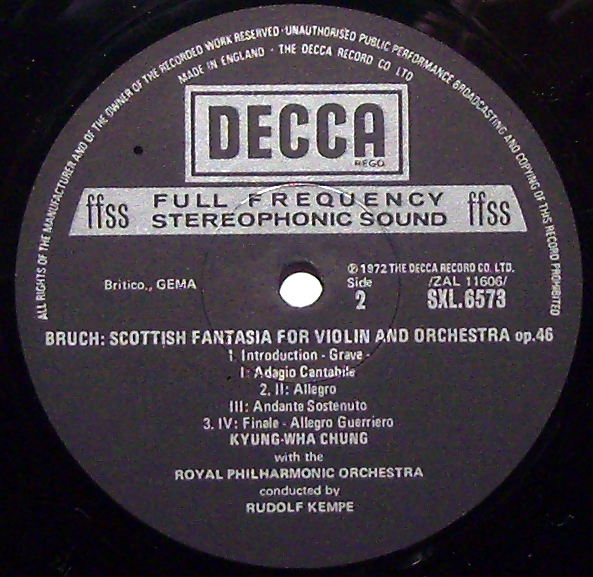 ALL RIGHTS OF THE MANUFACTURER AND OF THE OWNER OF THE RECORDED WORK RESERVED · UNAUTHORISED PUBLIC PERFORMANCE BROADCASTING AND COPYING OF THIS RECORD PROHIBITED
MADE IN ENGLAND · THE DECCA RECORD CO LTD
DECCA
REGD
ffss FULL FREQUENCY STEREOPHONIC SOUND ffss
℗ 1972 THE DECCA RECORD CO. LTD.
Britico., GEMA
Side /ZAL 11606/
2 SXL.6573
BRUCH: SCOTTISH FANTASIA FOR VIOLIN AND ORCHESTRA op.46
1. Introduction - Grave -
I: Adagio Cantabile
2. II: Allegro
III: Andante Sostenuto
3. IV: Finale - Allegro Guerriero
KYUNG-WHA CHUNG
with the
ROYAL PHILHARMONIC ORCHESTRA
conducted by
RUDOLF KEMPE